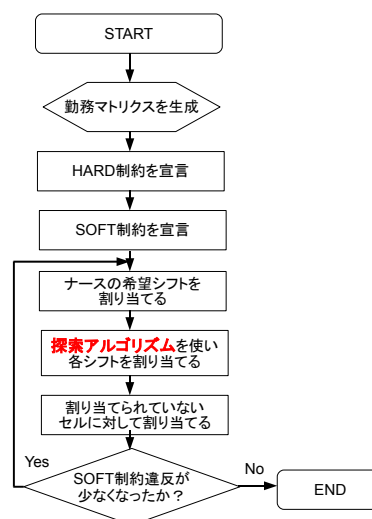 START
勤務マトリクスを生成
HARD制約を宣言
SOFT制約を宣言
ナースの希望シフトを
割り当てる
探索アルゴリズムを使い
各シフトを割り当てる
割り当てられていない
セルに対して割り当てる
Yes
SOFT制約違反が
少なくなったか？
No
END